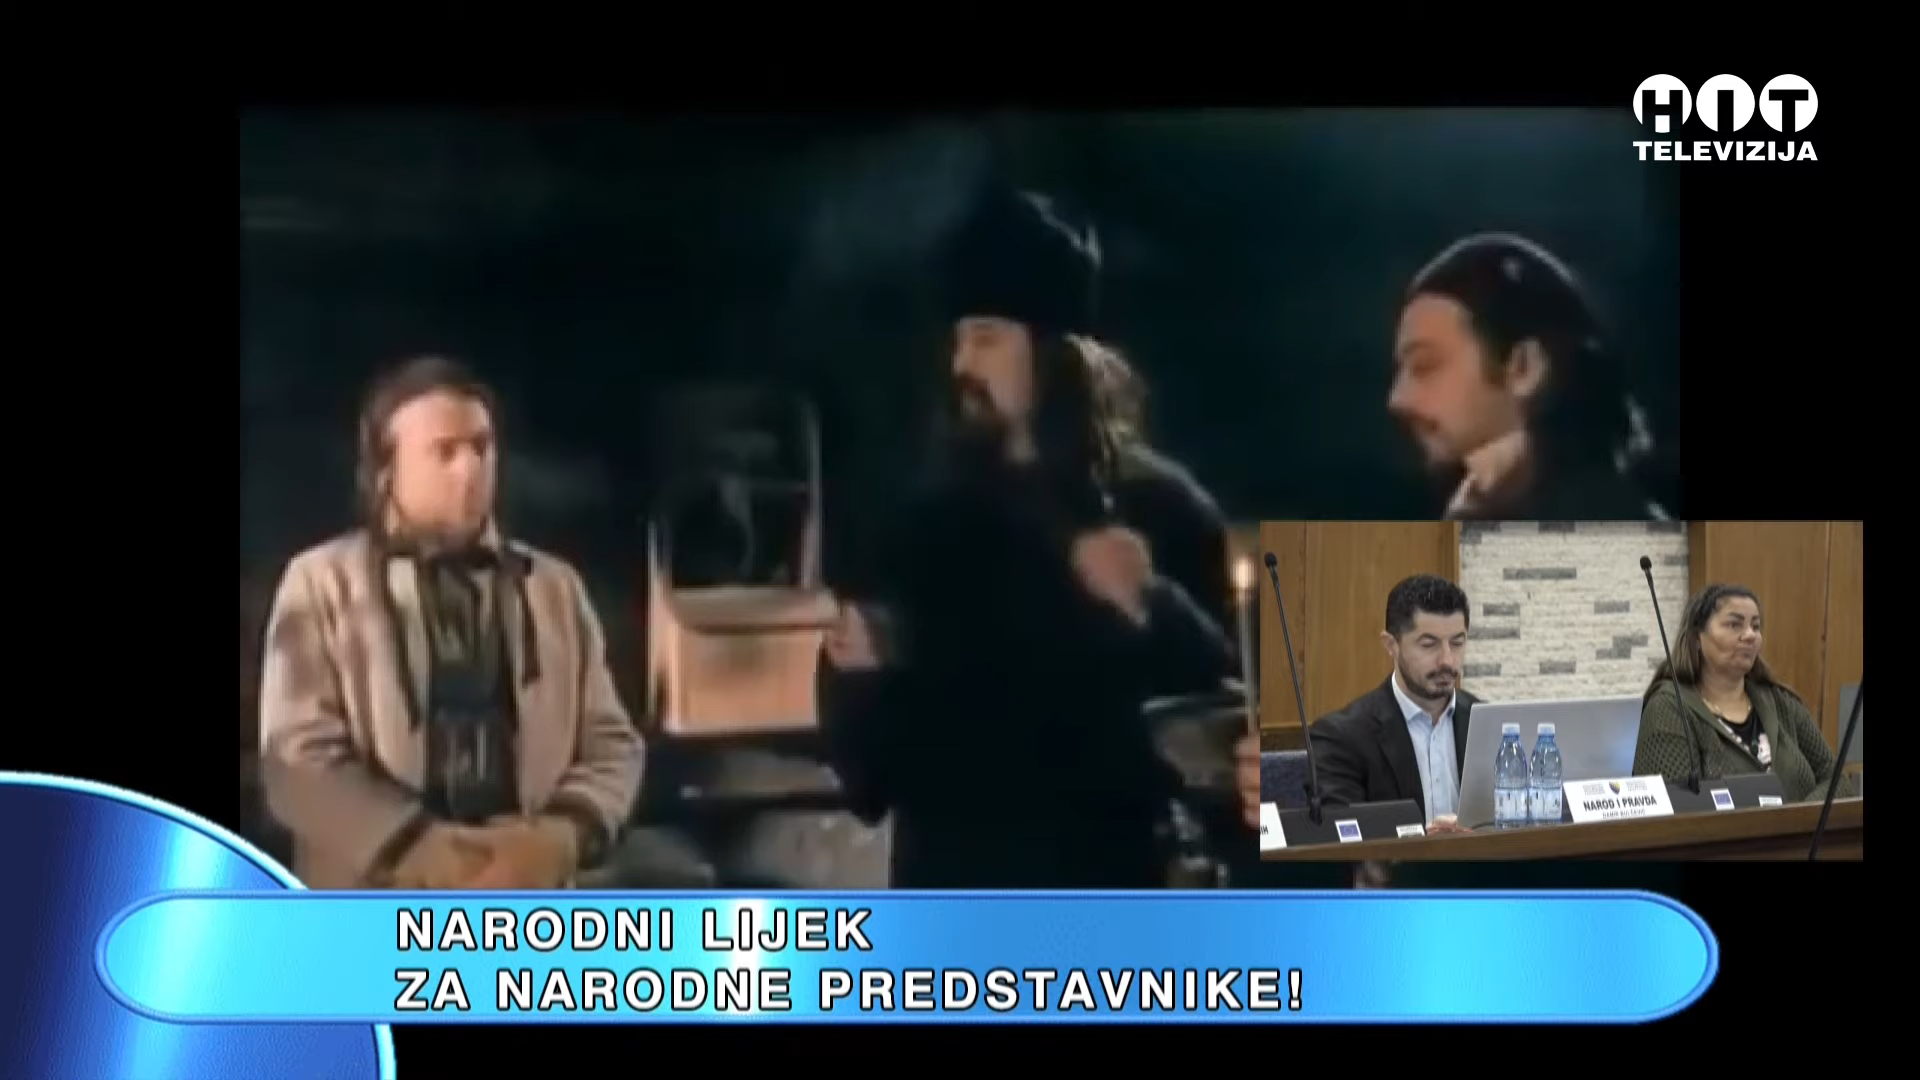 HIT
TELEVIZIJA
NAROD I PRAVDA
NARODNI LIJEK
ZA NARODNE PREDSTAVNIKE!